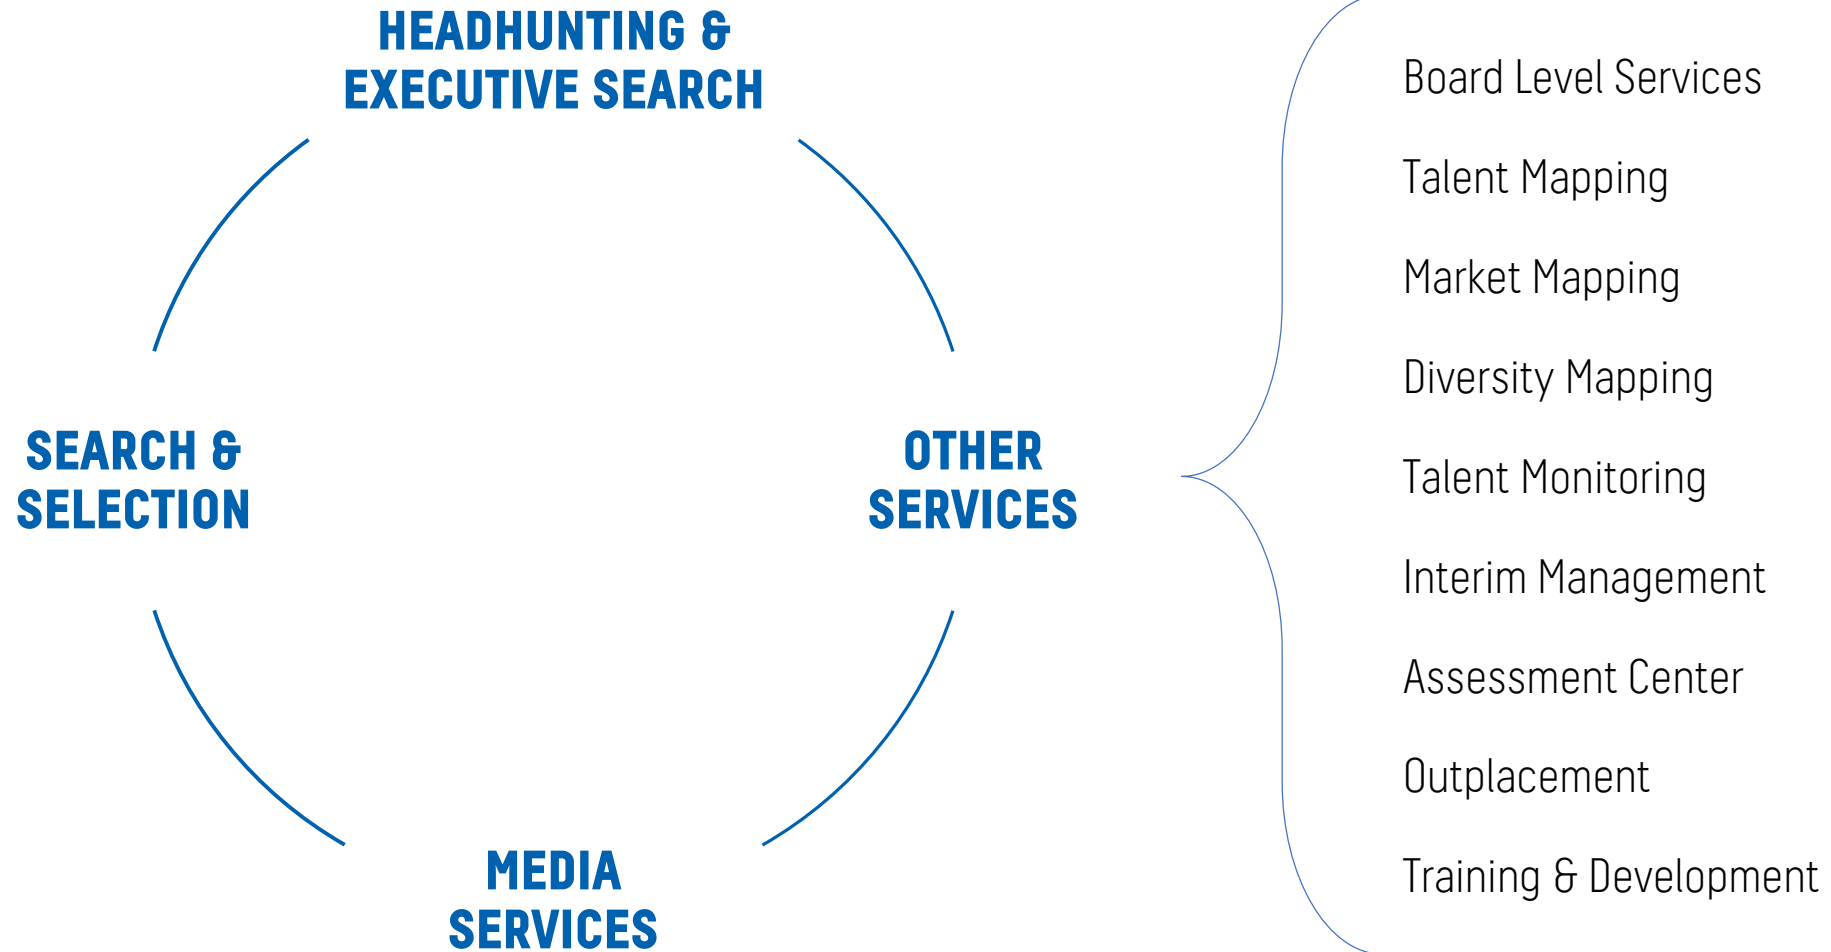 HEADHUNTING &
EXECUTIVE SEARCH
SEARCH &
SELECTION
OTHER
SERVICES
MEDIA
SERVICES
Board Level Services
Talent Mapping
Market Mapping
Diversity Mapping
Talent Monitoring
Interim Management
Assessment Center
Outplacement
Training & Development